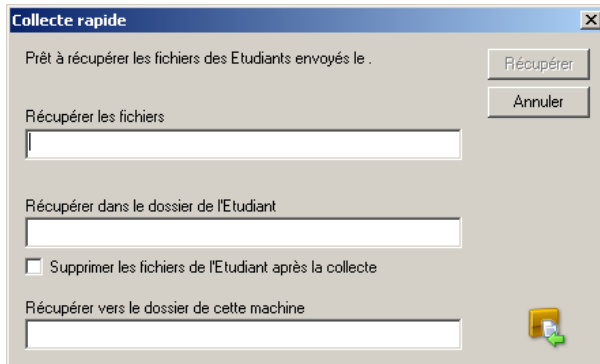 Collecte rapide
Prêt à récupérer les fichiers des Etudiants envoyés le .
Récupérer
Annuler
Récupérer les fichiers
Récupérer dans le dossier de l'Etudiant
Supprimer les fichiers de l'Etudiant après la collecte
Récupérer vers le dossier de cette machine